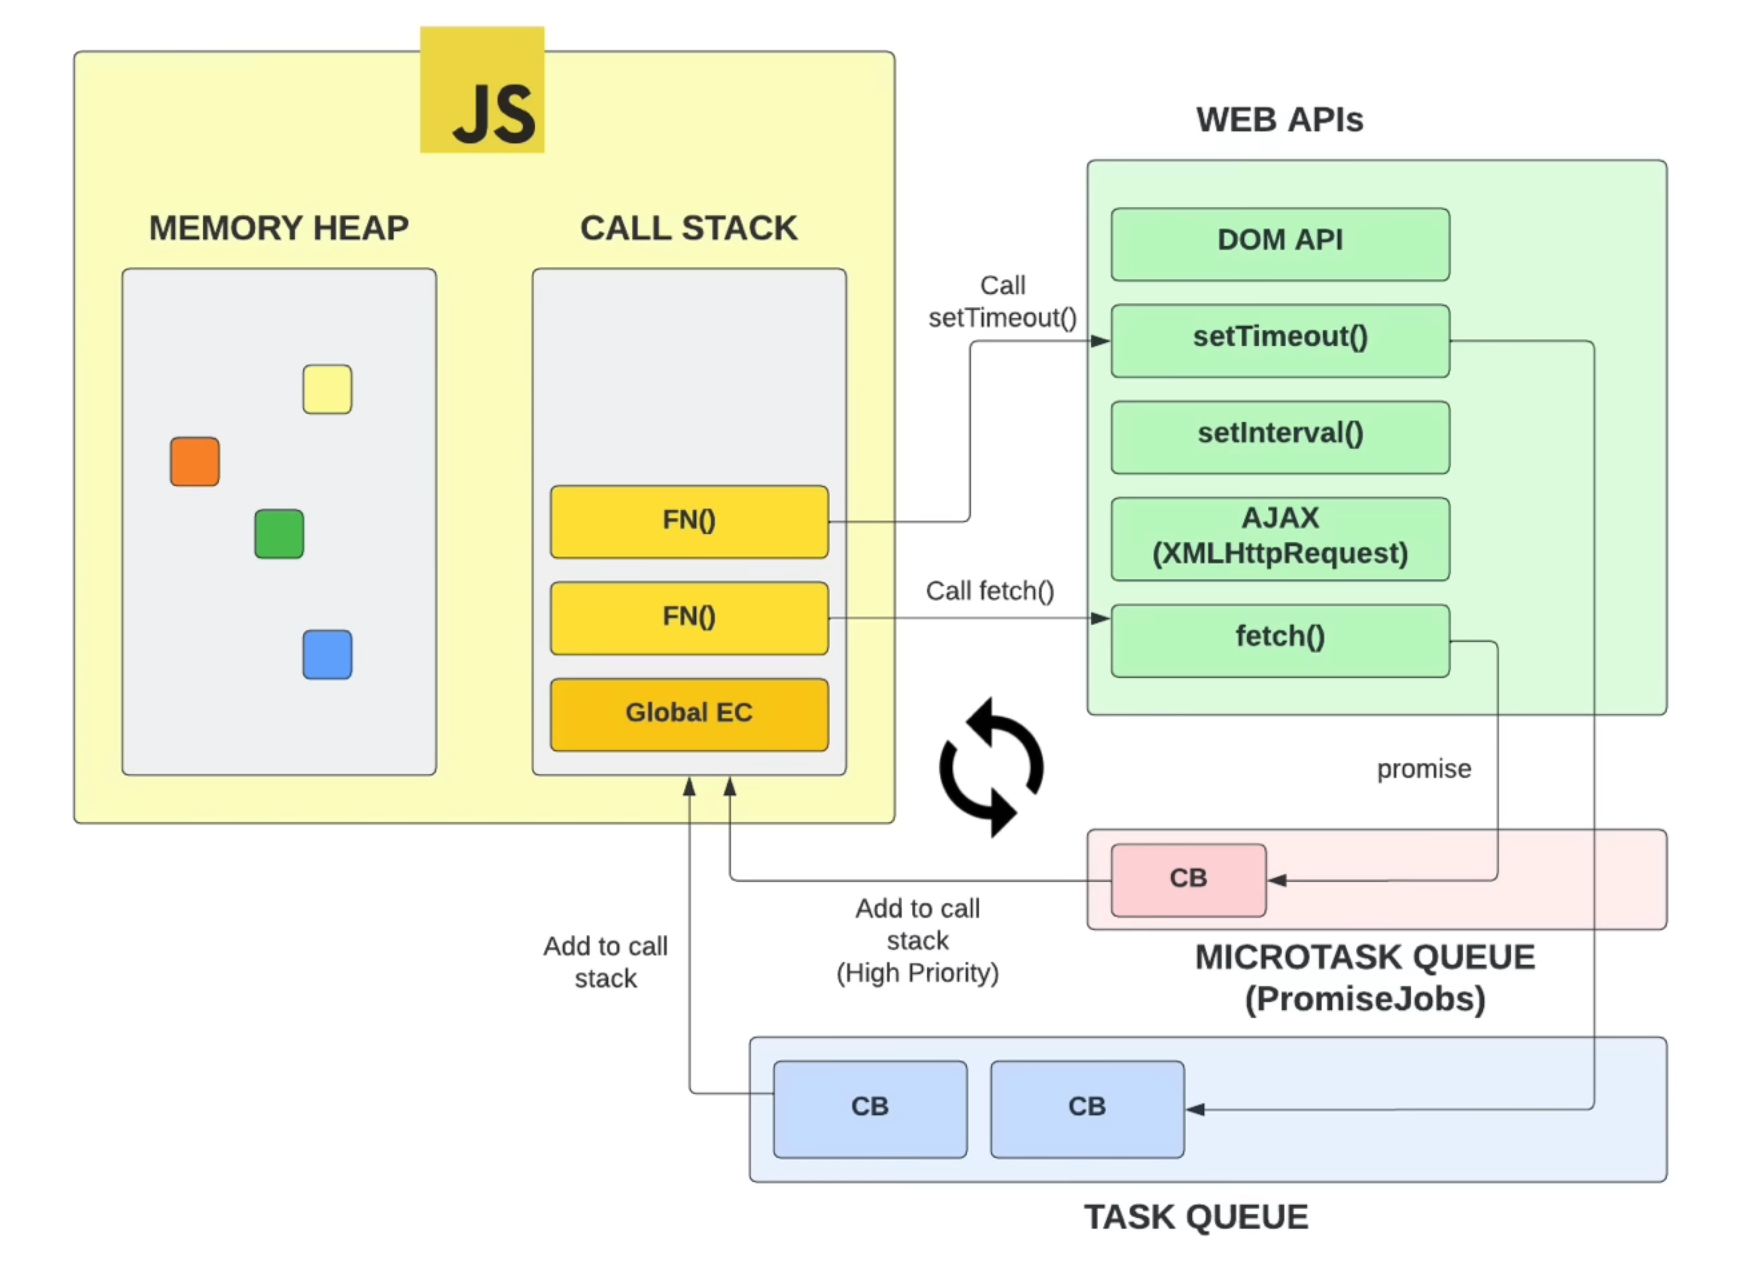 JS
MEMORY HEAP
CALL STACK
FN()
FN()
Global EC
Call
setTimeout()
Call fetch()
WEB APIs
DOM API
setTimeout()
setInterval()
AJAX
(XMLHttpRequest)
fetch()
promise
CB
MICROTASK QUEUE
(PromiseJobs)
Add to call
stack
(High Priority)
Add to call
stack
CB
CB
TASK QUEUE